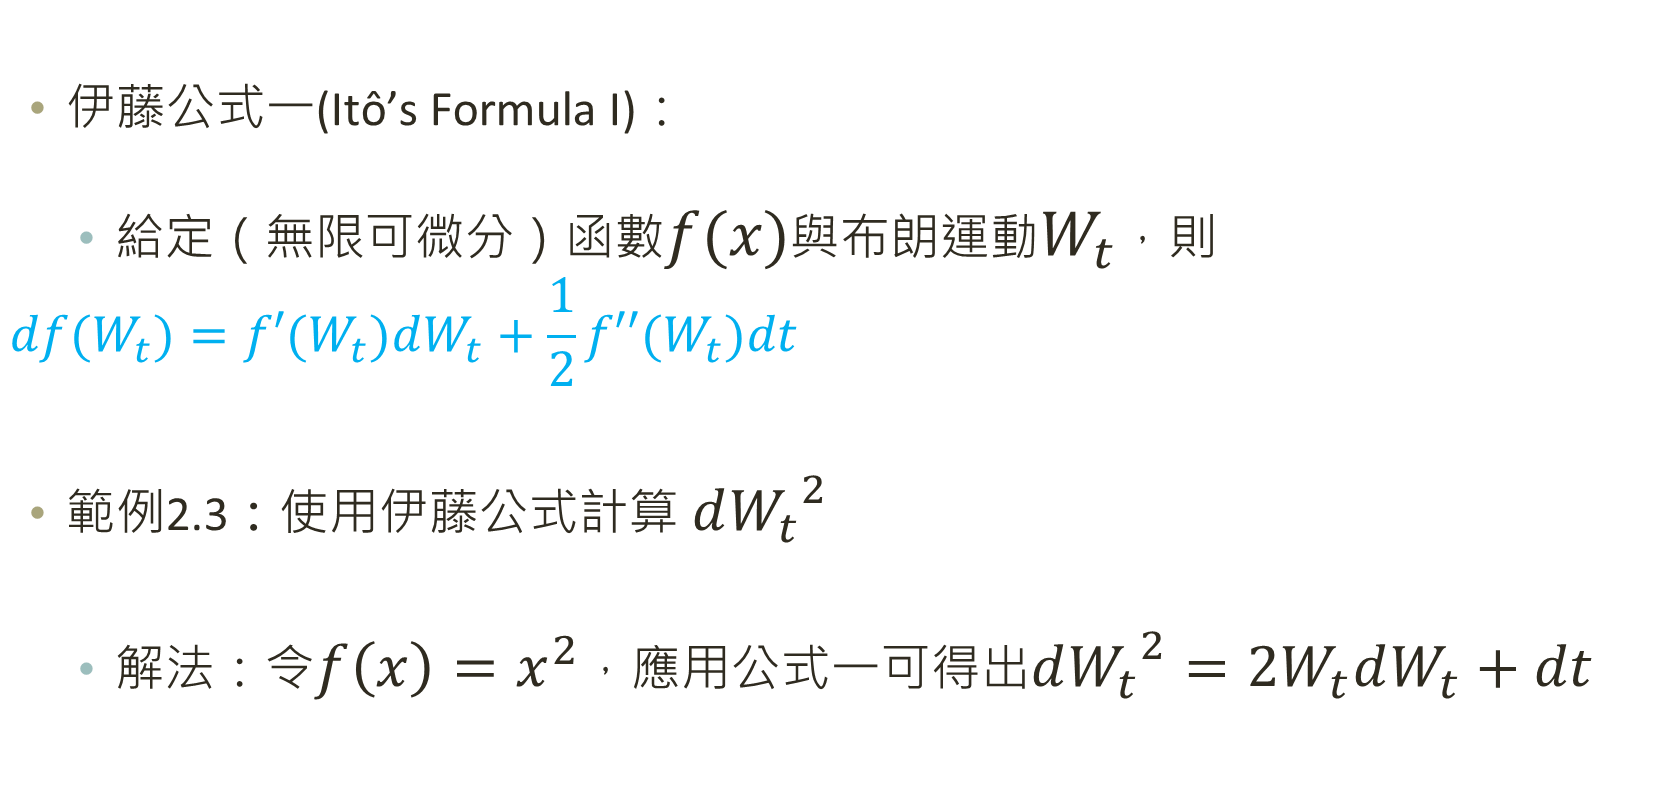 • 伊藤公式一(Itô’s Formula I)：
• 給定（無限可微分）函數f(x)與布朗運動W_t，則
df(W_t) = f′(W_t)dW_t + \frac{1}{2} f′′(W_t)dt
• 範例2.3：使用伊藤公式計算 dW_t^2
• 解法：令f(x) = x^2，應用公式一可得出dW_t^2 = 2W_t dW_t + dt